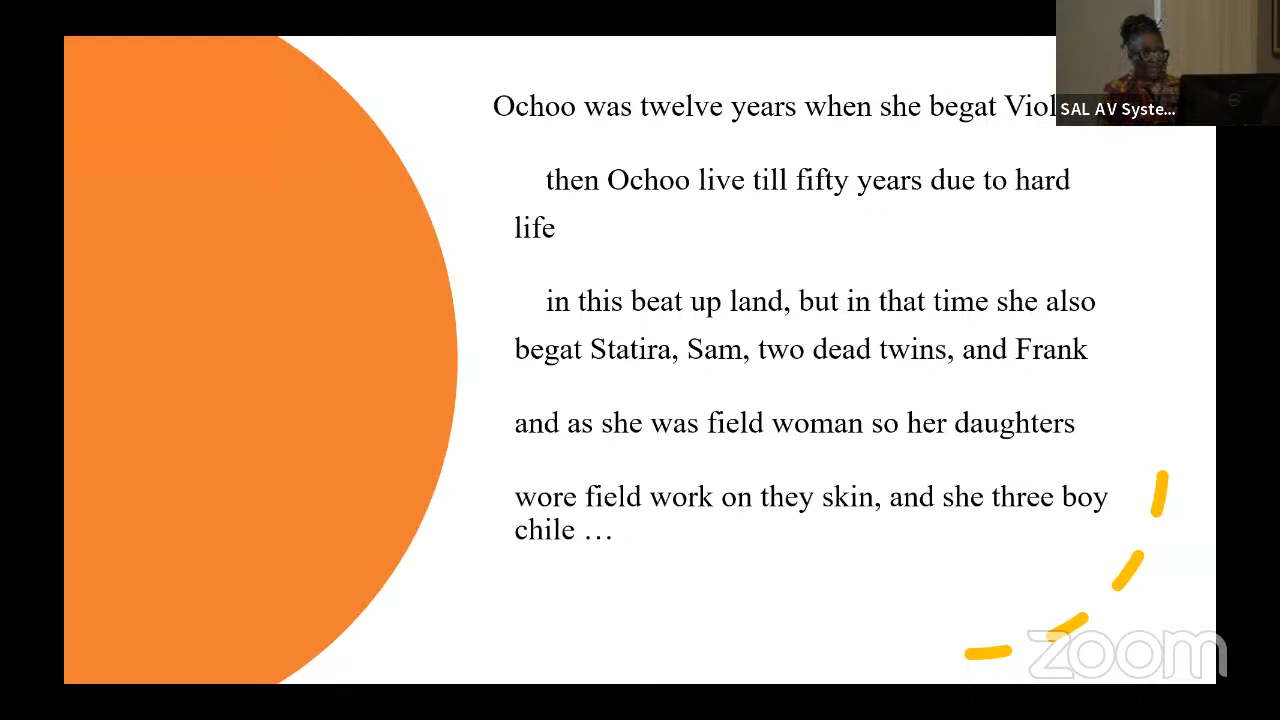 Ochoo was twelve years when she begat
SAL AV Syste...
then Ochoo live till fifty years due to hard
life
in this beat up land, but in that time she also
begat Statira, Sam, two dead twins, and Frank
and as she was field woman so her daughters
wore field work on they skin, and she three boy
chile …
zoom